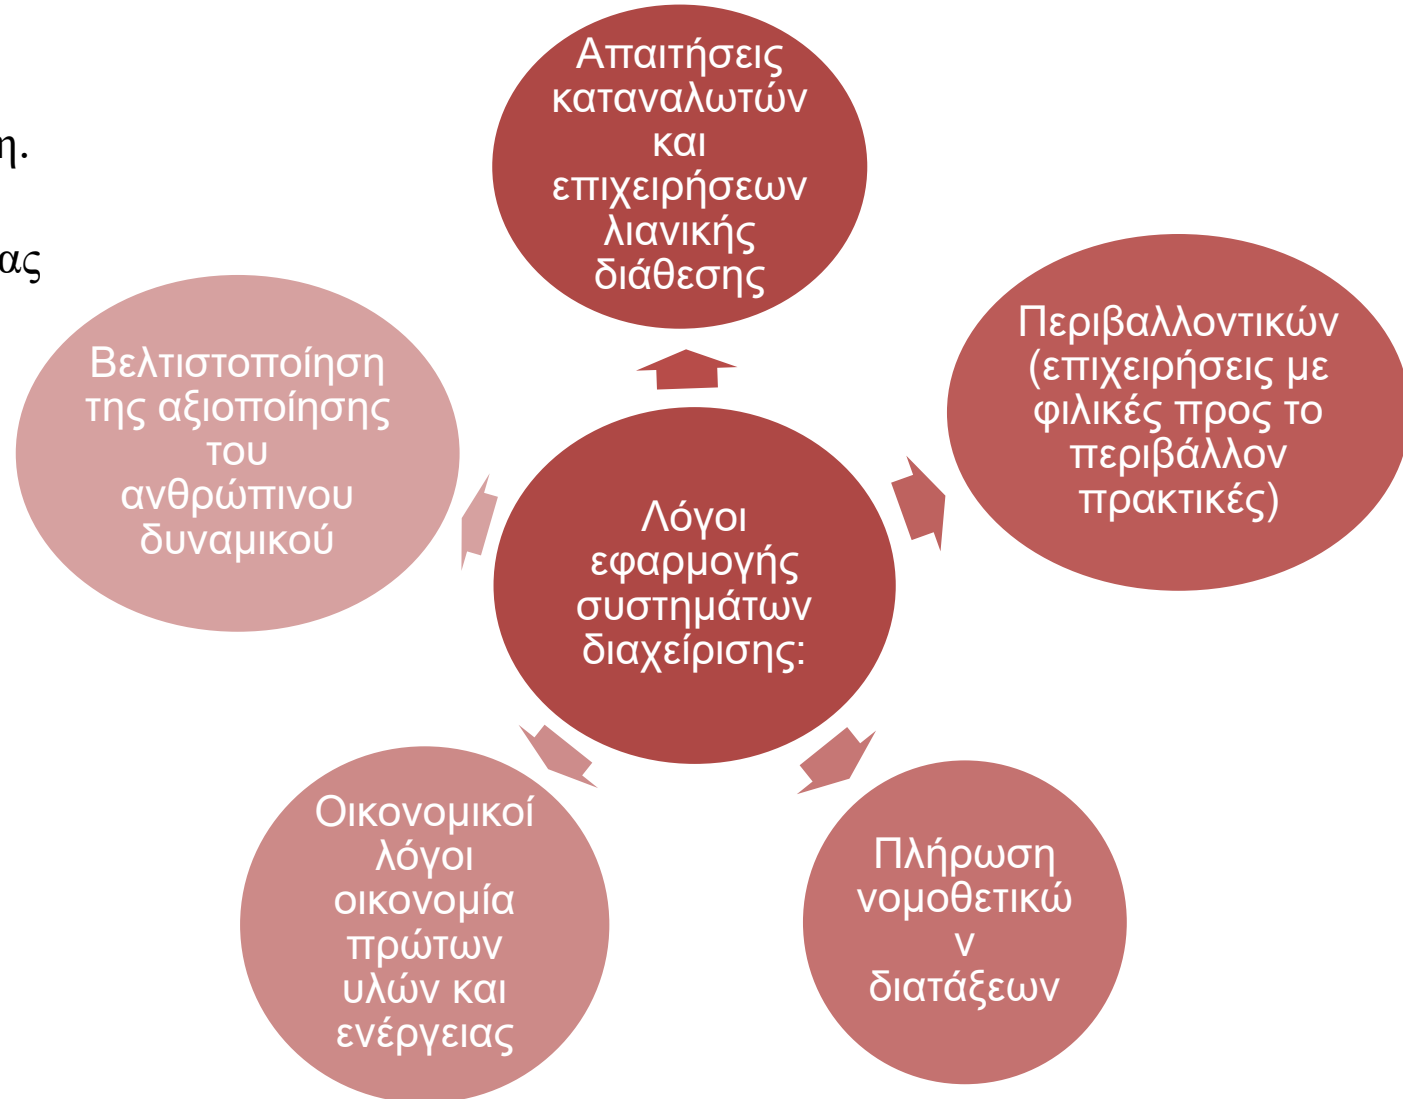 η.
ας
Απαιτήσεις
καταναλωτών
και
επιχειρήσεων
λιανικής
διάθεσης
Περιβαλλοντικών
(επιχειρήσεις με
φιλικές προς το
περιβάλλον
πρακτικές)
Πλήρωση
νομοθετικώ
ν
διατάξεων
Οικονομικοί
λόγοι
οικονομία
πρώτων
υλών και
ενέργειας
Βελτιστοποίηση
της αξιοποίησης
του
ανθρώπινου
δυναμικού
Λόγοι
εφαρμογής
συστημάτων
διαχείρισης: